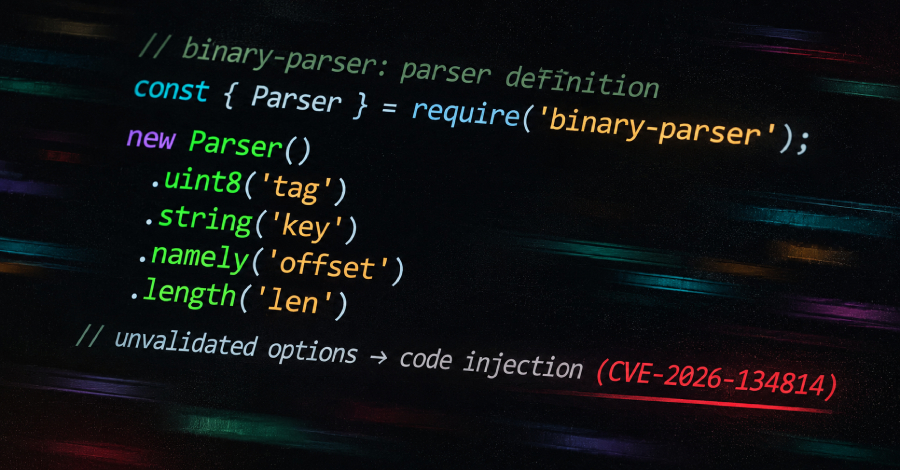 // binary-parser: parser definition
const { Parser } = require('binary-parser');
new Parser()
.uint8('tag')
.string('key')
.namely('offset')
.length('len')
// unvalidated options → code injection (CVE-2026-134814)